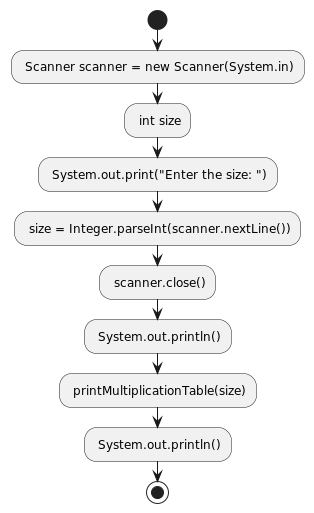 Scanner scanner = new Scanner(System.in)
int size
System.out.print("Enter the size: ")
size = Integer.parseInt(scanner.nextLine())
scanner.close()
System.out.println()
printMultiplicationTable(size)
System.out.println()